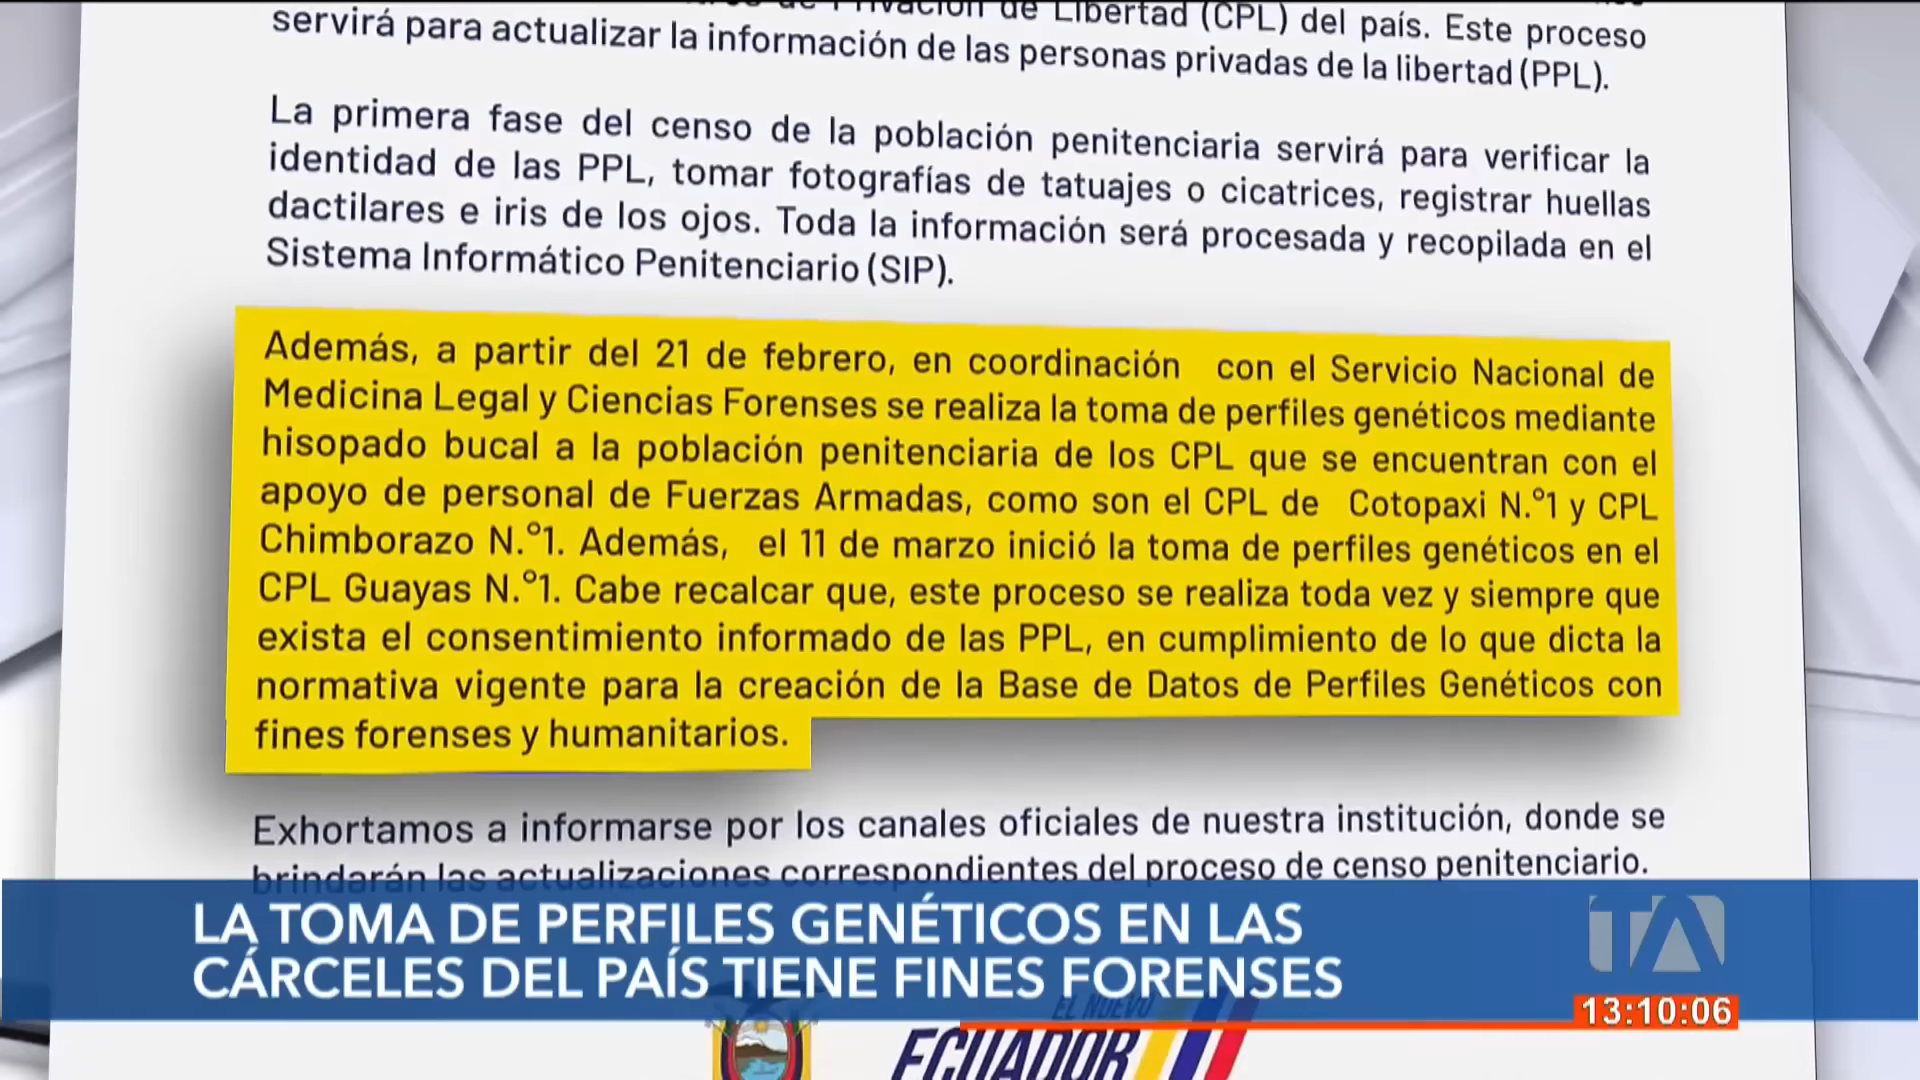 de Privación de Libertad (CPL) del país. Este proceso
servirá para actualizar la información de las personas privadas de la libertad (PPL).
La primera fase del censo de la población penitenciaria servirá para verificar la
identidad de las PPL, tomar fotografías de tatuajes o cicatrices, registrar huellas
dactilares e iris de los ojos. Toda la información será procesada y recopilada en el
Sistema Informático Penitenciario (SIP).
Además, a partir del 21 de febrero, en coordinación con el Servicio Nacional de
Medicina Legal y Ciencias Forenses se realiza la toma de perfiles genéticos mediante
hisopado bucal a la población penitenciaria de los CPL que se encuentran con el
apoyo de personal de Fuerzas Armadas, como son el CPL de Cotopaxi N.°1 y CPL
Chimborazo N.°1. Además, el 11 de marzo inició la toma de perfiles genéticos en el
CPL Guayas N.°1. Cabe recalcar que, este proceso se realiza toda vez y siempre que
exista el consentimiento informado de las PPL, en cumplimiento de lo que dicta la
normativa vigente para la creación de la Base de Datos de Perfiles Genéticos con
fines forenses y humanitarios.
Exhortamos a informarse por los canales oficiales de nuestra institución, donde se
brindarán las actualizaciones correspondientes del proceso de censo penitenciario.
LA TOMA DE PERFILES GENÉTICOS EN LAS
CÁRCELES DEL PAÍS TIENE FINES FORENSES
TA
13:10:06
EL NUEVO
ECUADOR